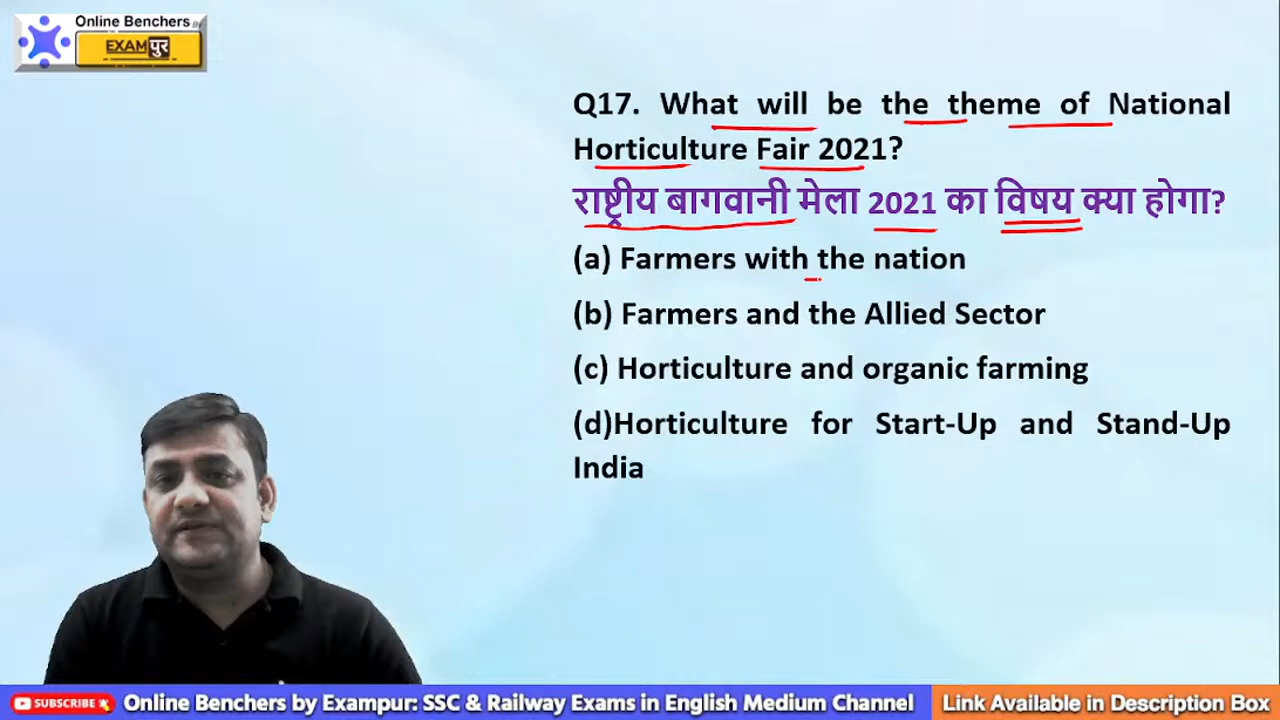 Online Benchers By
EXAMपुर
Q17. What will be the theme of National
Horticulture Fair 2021?
राष्ट्रीय बागवानी मेला 2021 का विषय क्या होगा?
(a) Farmers with the nation
(b) Farmers and the Allied Sector
(c) Horticulture and organic farming
(d)Horticulture for Start-Up and Stand-Up
India
SUBSCRIBE
Online Benchers by Exampur: SSC & Railway Exams in English Medium Channel
Link Available in Description Box